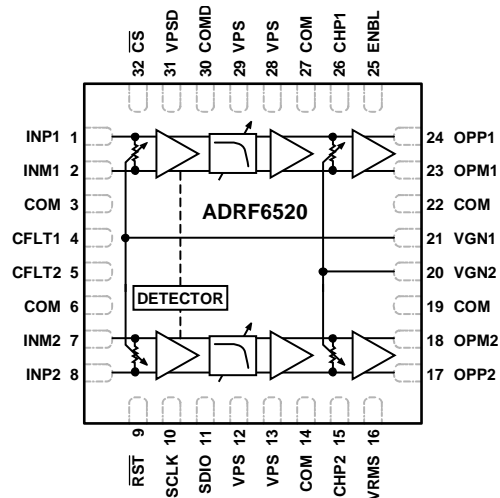 CS 32
VPSD 31
COMD 30
VPS 29
VPS 28
COM 27
CHP1 26
ENBL 25
INP1 1
INM1 2
COM 3
CFLT1 4
CFLT2 5
COM 6
INM2 7
INP2 8
ADRF6520
DETECTOR
24 OPP1
23 OPM1
22 COM
21 VGN1
20 VGN2
19 COM
18 OPM2
17 OPP2
RST 9
SCLK 10
SDIO 11
VPS 12
VPS 13
COM 14
CHP2 15
VRMS 16